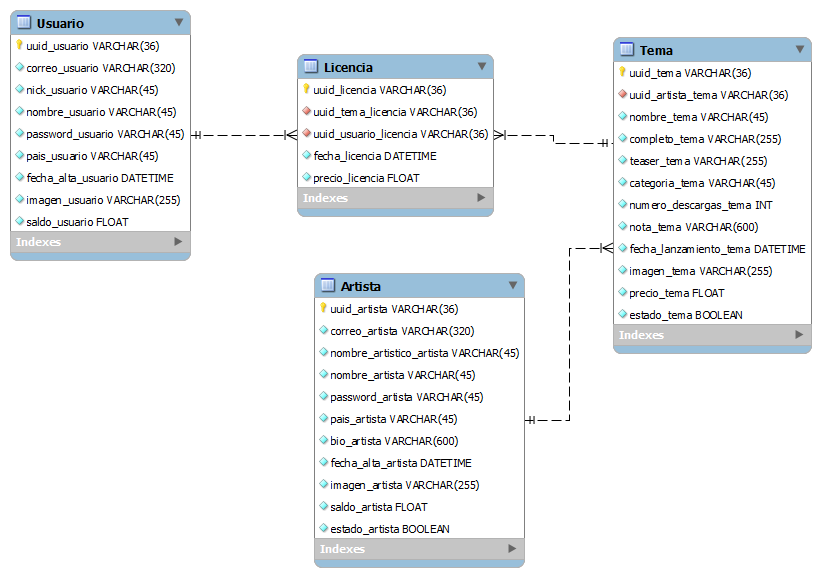 Usuario
uuid_usuario VARCHAR(36)
correo_usuario VARCHAR(320)
nick_usuario VARCHAR(45)
nombre_usuario VARCHAR(45)
password_usuario VARCHAR(45)
pais_usuario VARCHAR(45)
fecha_alta_usuario DATETIME
imagen_usuario VARCHAR(255)
saldo_usuario FLOAT
Indexes
Licencia
uuid_licencia VARCHAR(36)
uuid_tema_licencia VARCHAR(36)
uuid_usuario_licencia VARCHAR(36)
fecha_licencia DATETIME
precio_licencia FLOAT
Indexes
Tema
uuid_tema VARCHAR(36)
uuid_artista_tema VARCHAR(36)
nombre_tema VARCHAR(45)
completo_tema VARCHAR(255)
teaser_tema VARCHAR(255)
categoria_tema VARCHAR(45)
numero_descargas_tema INT
nota_tema VARCHAR(600)
fecha_lanzamiento_tema DATETIME
imagen_tema VARCHAR(255)
precio_tema FLOAT
estado_tema BOOLEAN
Indexes
Artista
uuid_artista VARCHAR(36)
correo_artista VARCHAR(320)
nombre_artistico_artista VARCHAR(45)
nombre_artista VARCHAR(45)
password_artista VARCHAR(45)
pais_artista VARCHAR(45)
bio_artista VARCHAR(600)
fecha_alta_artista DATETIME
imagen_artista VARCHAR(255)
saldo_artista FLOAT
estado_artista BOOLEAN
Indexes